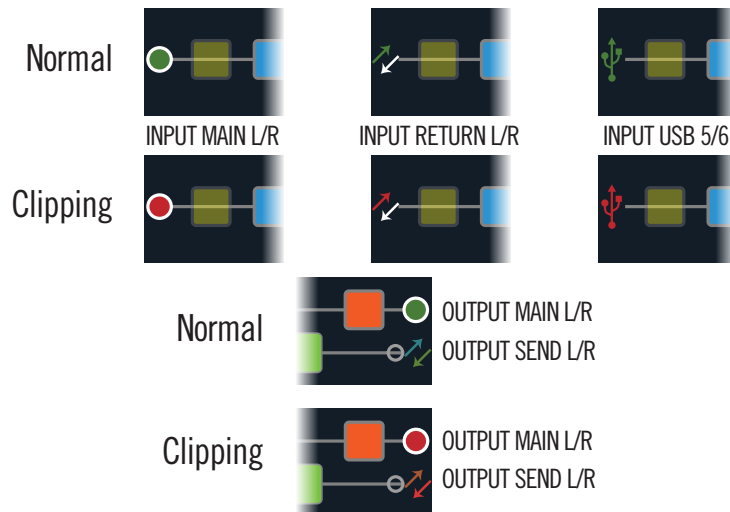 Normal
INPUT MAIN L/R
INPUT RETURN L/R
INPUT USB 5/6
Clipping
Normal
OUTPUT MAIN L/R
OUTPUT SEND L/R
Clipping
OUTPUT MAIN L/R
OUTPUT SEND L/R